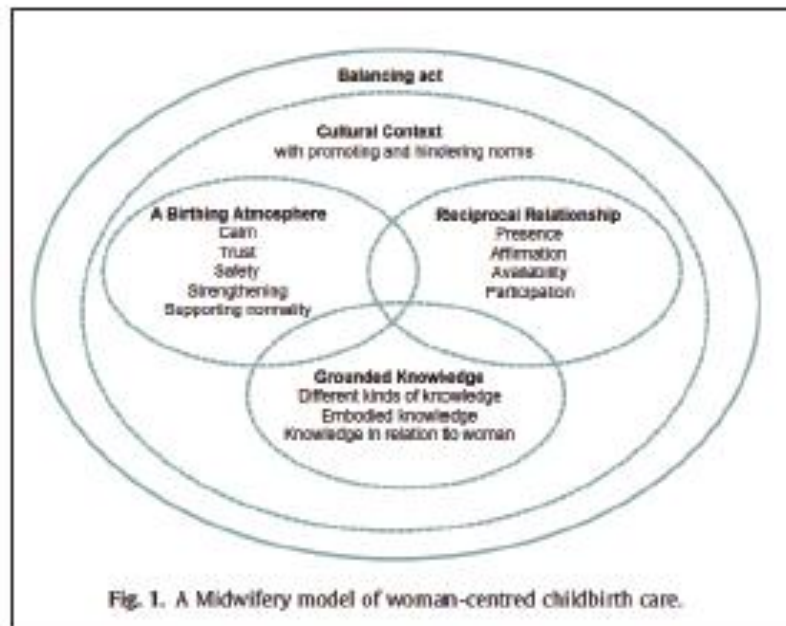 Balancing act
Cultural Context
with promoting and hindering norms
A Birthing Atmosphere
Calm
Trust
Safety
Strengthening
Supporting normality
Reciprocal Relationship
Presence
Affirmation
Availability
Participation
Grounded Knowledge
Different kinds of knowledge
Embodied knowledge
Knowledge in relation to woman
Fig. 1. A Midwifery model of woman-centred childbirth care.